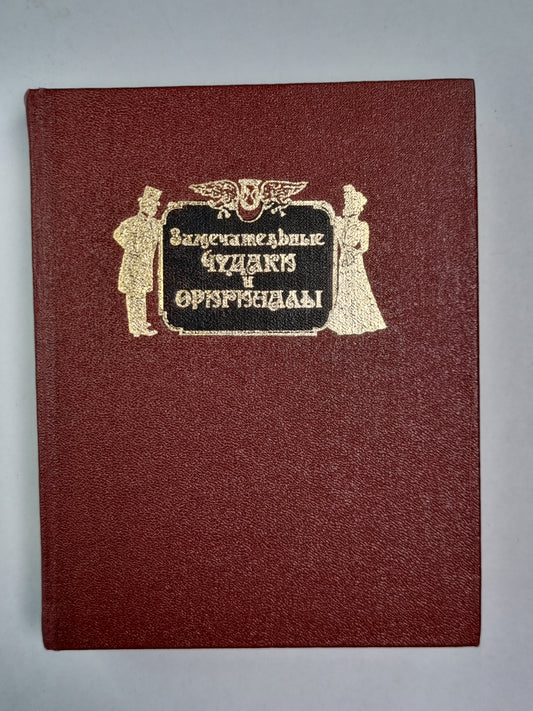 Замечательные
Чудаки
и
Оригиналы